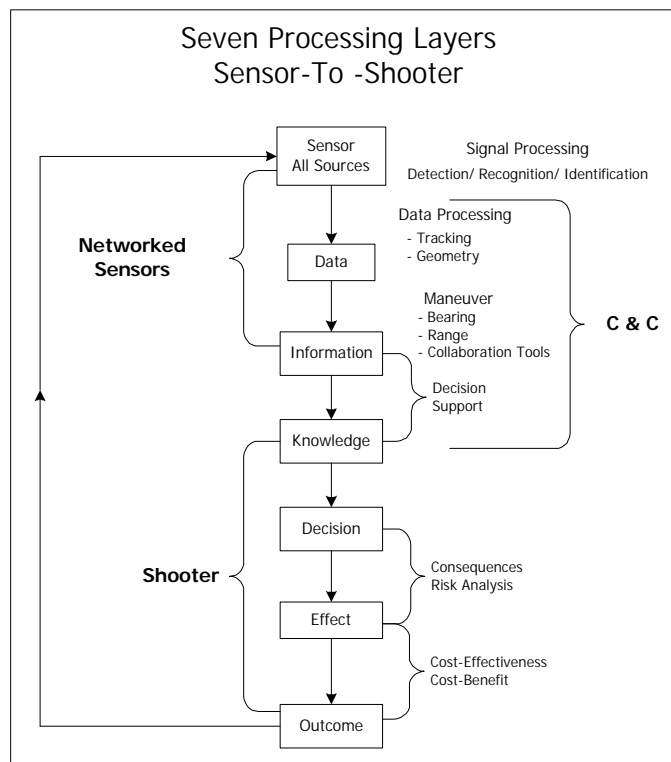 Seven Processing Layers
Sensor-To -Shooter
Sensor
All Sources
Signal Processing
Detection/ Recognition/ Identification
Networked
Sensors
Data
Data Processing
- Tracking
- Geometry
Maneuver
- Bearing
- Range
- Collaboration Tools
C & C
Information
Decision
Support
Knowledge
Shooter
Decision
Consequences
Risk Analysis
Effect
Cost-Effectiveness
Cost-Benefit
Outcome